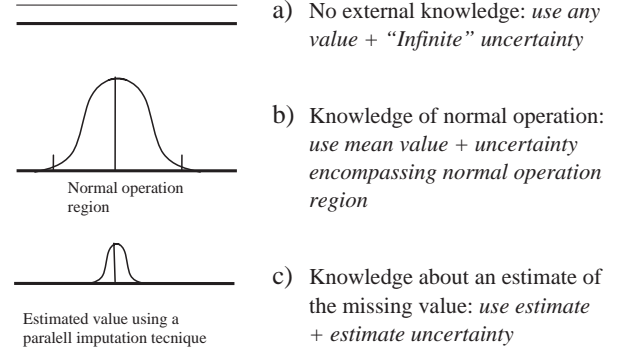 a) No external knowledge: use any
value + “Infinite” uncertainty
b) Knowledge of normal operation:
use mean value + uncertainty
encompassing normal operation
region
Normal operation
region
c) Knowledge about an estimate of
the missing value: use estimate
+ estimate uncertainty
Estimated value using a
paralell imputation tecnique